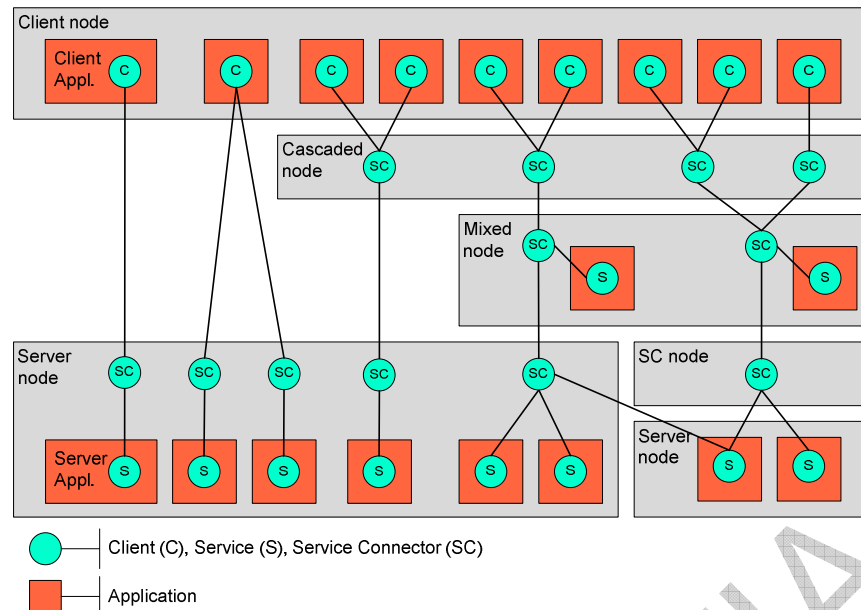 Client node
Client
Appl.
C
C
C
C
C
C
C
C
C
Cascaded
node
SC
SC
SC
SC
Mixed
node
SC
S
SC
S
Server
node
SC
SC
SC
SC
SC
SC node
SC
Server
Appl.
S
S
S
S
S
S
Server
node
S
S
Client (C), Service (S), Service Connector (SC)
Application